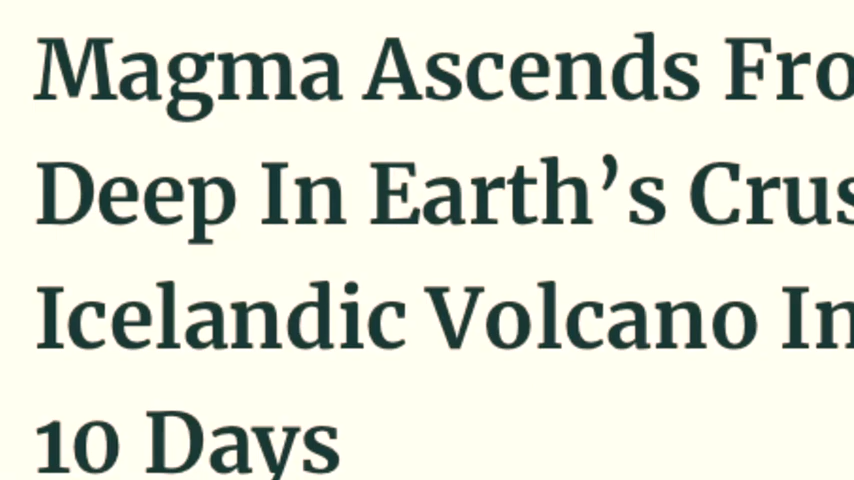 Magma Ascends Fro
Deep In Earth’s Crus
Icelandic Volcano In
10 Days